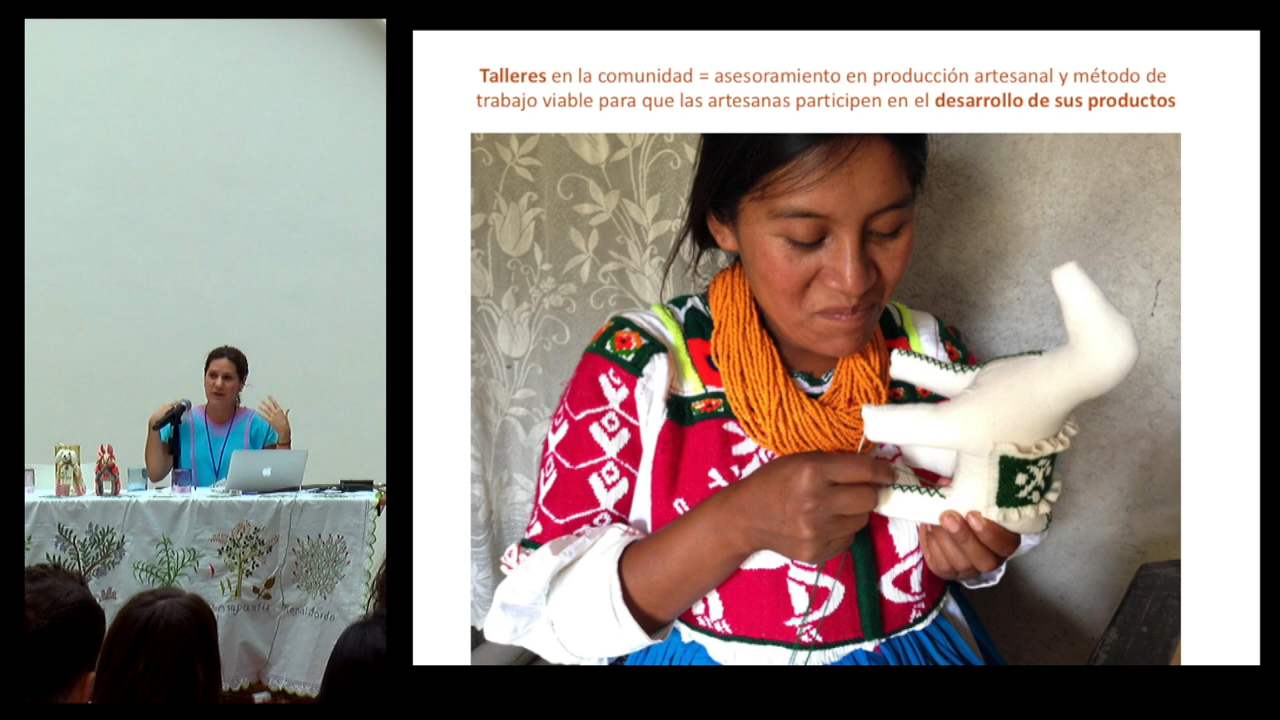 Talleres en la comunidad = asesoramiento en producción artesanal y método de
trabajo viable para que las artesanas participen en el desarrollo de sus productos